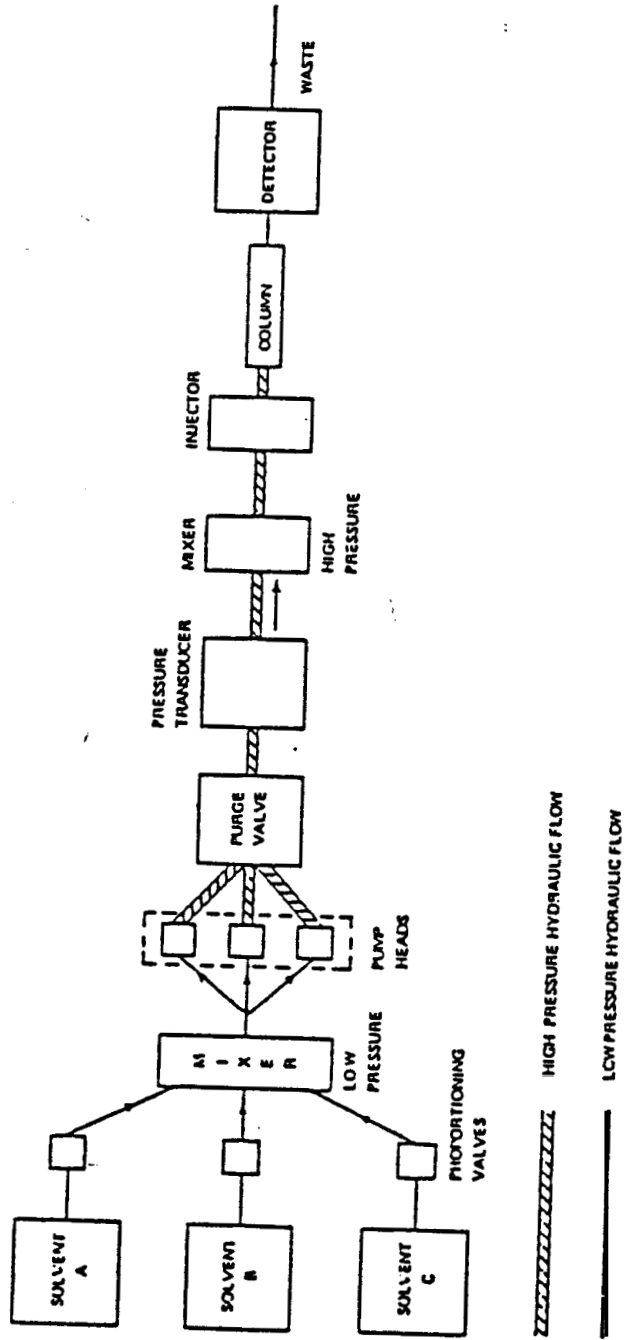 SOLVENT
A
SOLVENT
B
SOLVENT
C
PROPORTIONING
VALVES
M
I
X
E
R
LOW
PRESSURE
PUMP
HEADS
PURGE
VALVE
PRESSURE
TRANSDUCER
MIXER
HIGH
PRESSURE
INJECTOR
COLUMN
DETECTOR
WASTE
HIGH PRESSURE HYDRAULIC FLOW
LOW PRESSURE HYDRAULIC FLOW